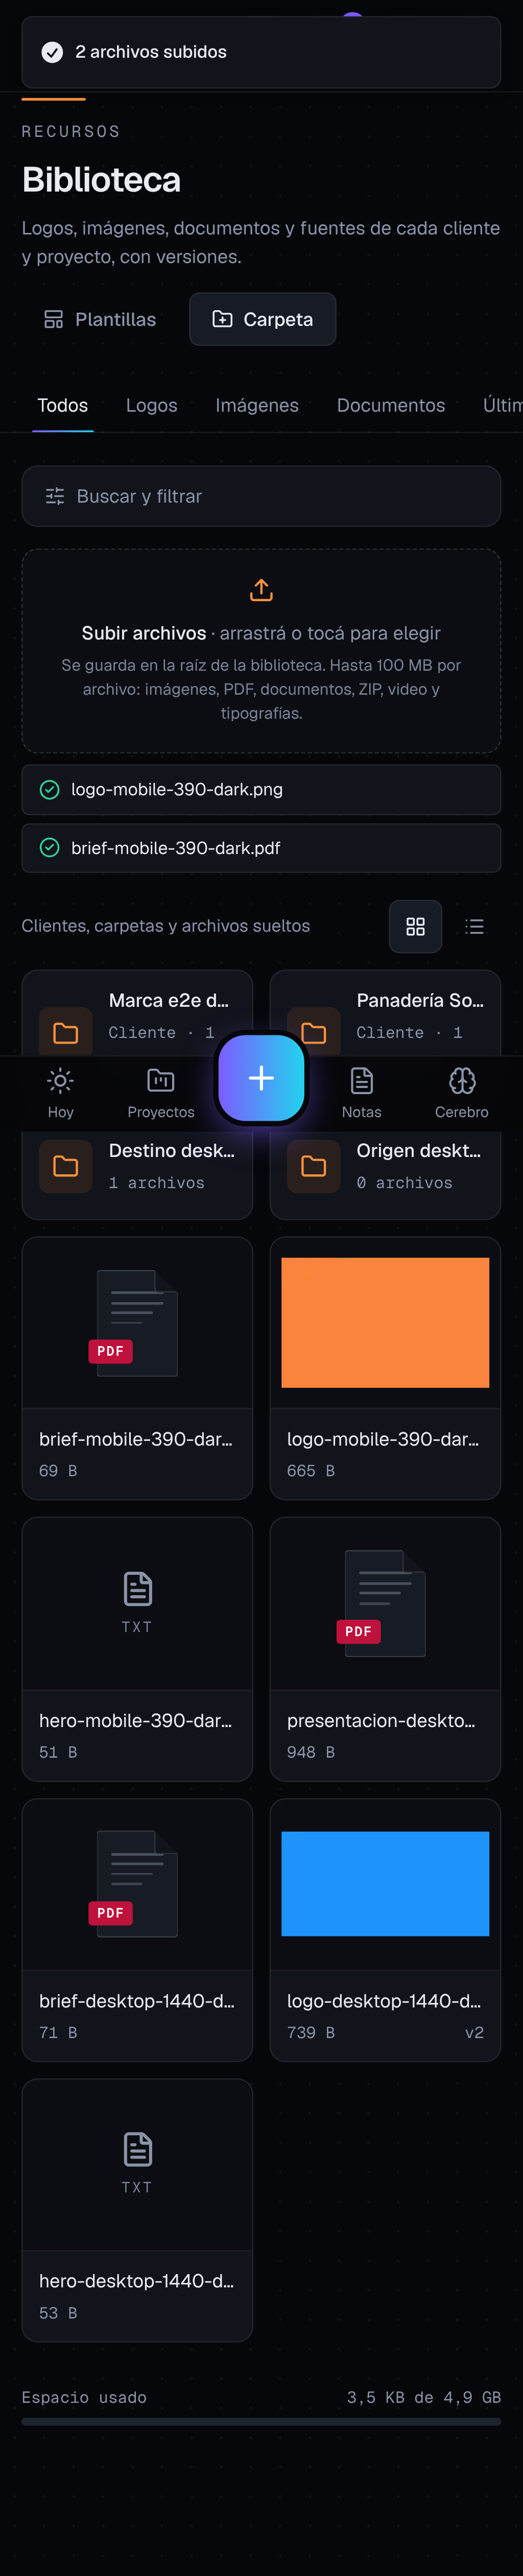 2 archivos subidos
RECURSOS
Biblioteca
Logos, imágenes, documentos y fuentes de cada cliente
y proyecto, con versiones.
Plantillas
Carpeta
Todos
Logos
Imágenes
Documentos
Últim
Buscar y filtrar
Subir archivos · arrastrá o tocá para elegir
Se guarda en la raíz de la biblioteca. Hasta 100 MB por
archivo: imágenes, PDF, documentos, ZIP, video y
tipografías.
logo-mobile-390-dark.png
brief-mobile-390-dark.pdf
Clientes, carpetas y archivos sueltos
Marca e2e d...
Cliente · 1
Panadería So...
Cliente · 1
Hoy
Proyectos
Notas
Cerebro
Destino desk...
1 archivos
Origen deskt...
0 archivos
PDF
brief-mobile-390-dar...
69 B
logo-mobile-390-dar...
665 B
TXT
hero-mobile-390-dar...
51 B
PDF
presentacion-deskto...
948 B
PDF
brief-desktop-1440-d...
71 B
logo-desktop-1440-d...
739 B
v2
TXT
hero-desktop-1440-d...
53 B
Espacio usado
3,5 KB de 4,9 GB